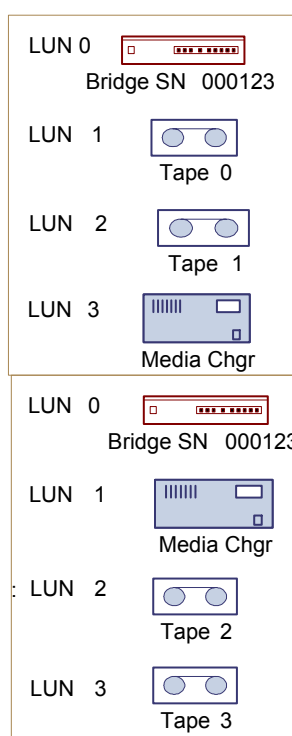 LUN 0
Bridge SN 000123
LUN 1
Tape 0
LUN 2
Tape 1
LUN 3
Media Chgr
LUN 0
Bridge SN 000123
LUN 1
Media Chgr
: LUN 2
Tape 2
LUN 3
Tape 3